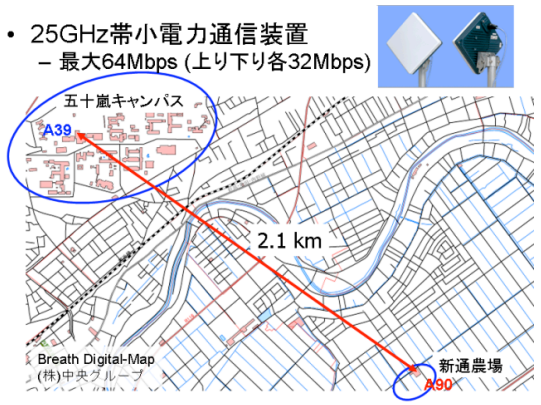 • 25GHz帯小電力通信装置
– 最大64Mbps (上り下り各32Mbps)
五十嵐キャンパス
A39
2.1 km
Breath Digital-Map
(株)中央グループ
新通農場
A90